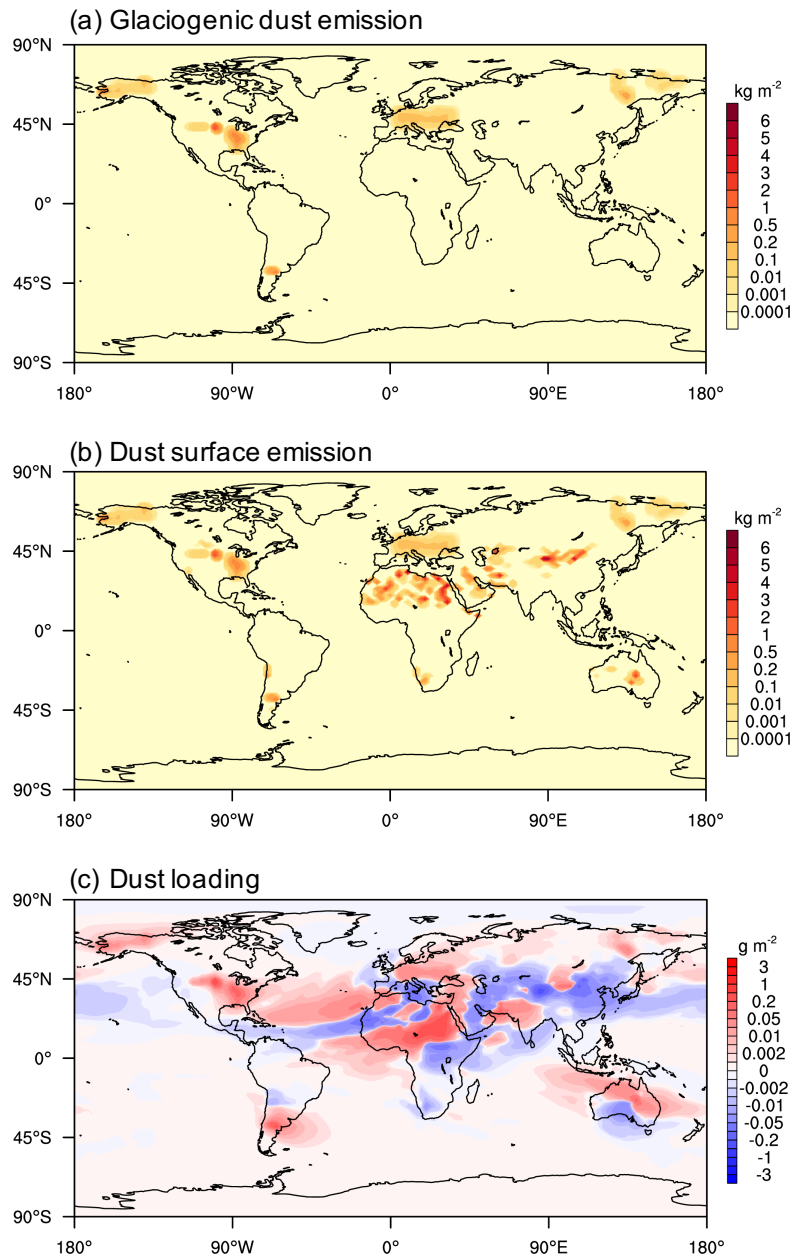 (a) Glaciogenic dust emission
90°N
45°N
0°
45°S
90°S
180°
90°W
0°
90°E
180°
kg m-2
6
5
4
3
2
1
0.5
0.2
0.1
0.01
0.001
0.0001
(b) Dust surface emission
90°N
45°N
0°
45°S
90°S
180°
90°W
0°
90°E
180°
kg m-2
6
5
4
3
2
1
0.5
0.2
0.1
0.01
0.001
0.0001
(c) Dust loading
90°N
45°N
0°
45°S
90°S
180°
90°W
0°
90°E
180°
g m-2
3
1
0.2
0.05
0.01
0.002
0
-0.002
-0.01
-0.05
-0.2
-1
-3